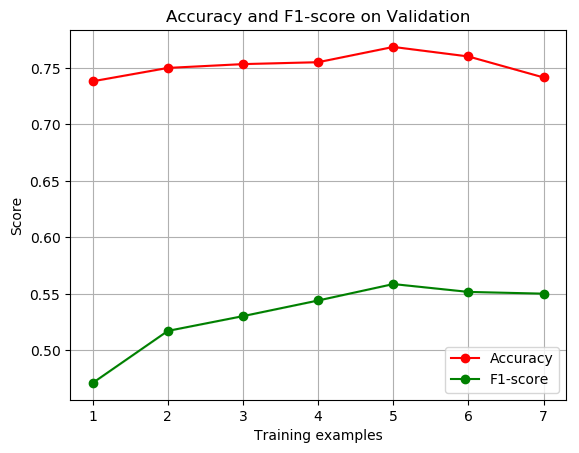 Accuracy and F1-score on Validation
Score
0.75
0.70
0.65
0.60
0.55
0.50
Accuracy
F1-score
1 2 3 4 5 6 7
Training examples